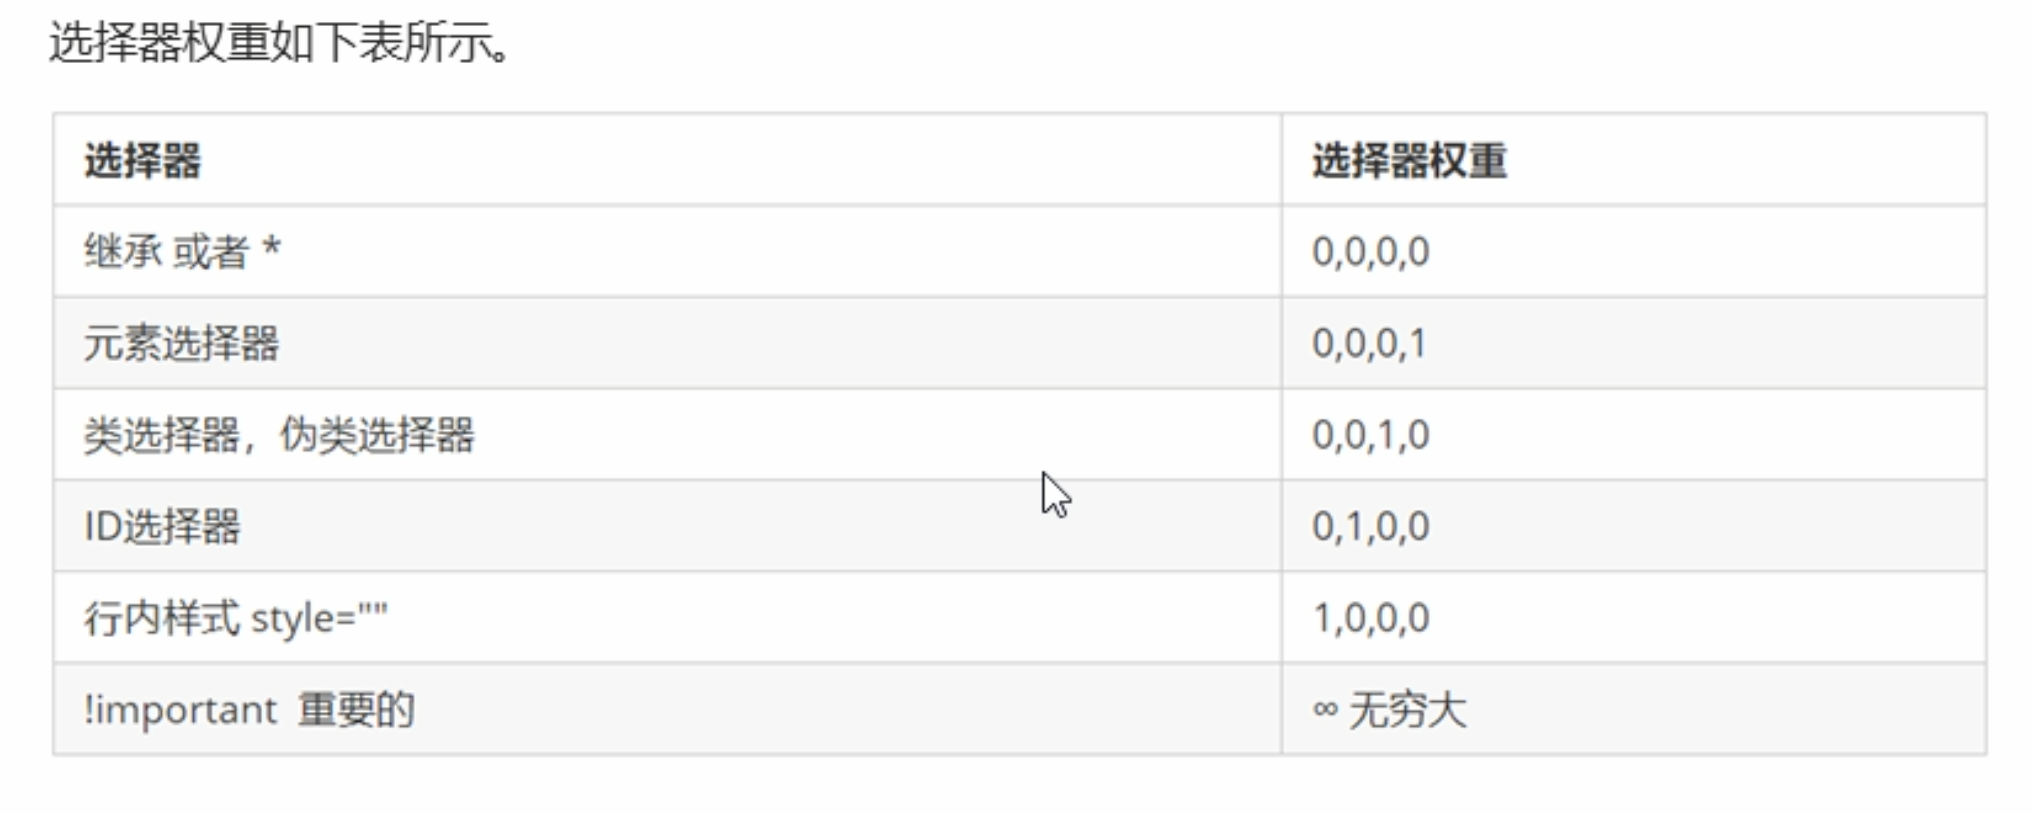 选择器权重如下表所示。
选择器 选择器权重
继承 或者 * 0,0,0,0
元素选择器 0,0,0,1
类选择器，伪类选择器 0,0,1,0
ID选择器 0,1,0,0
行内样式 style="" 1,0,0,0
!important 重要的 ∞ 无穷大